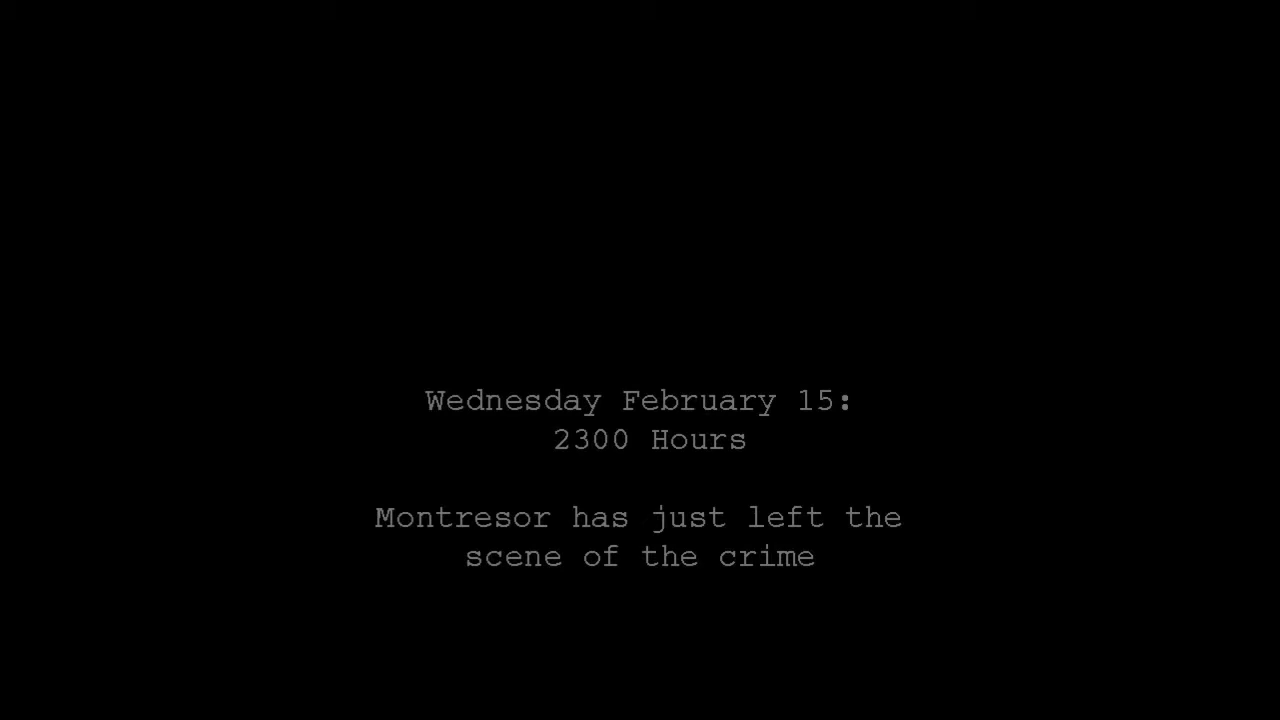 Wednesday February 15:
2300 Hours
Montresor has just left the
scene of the crime